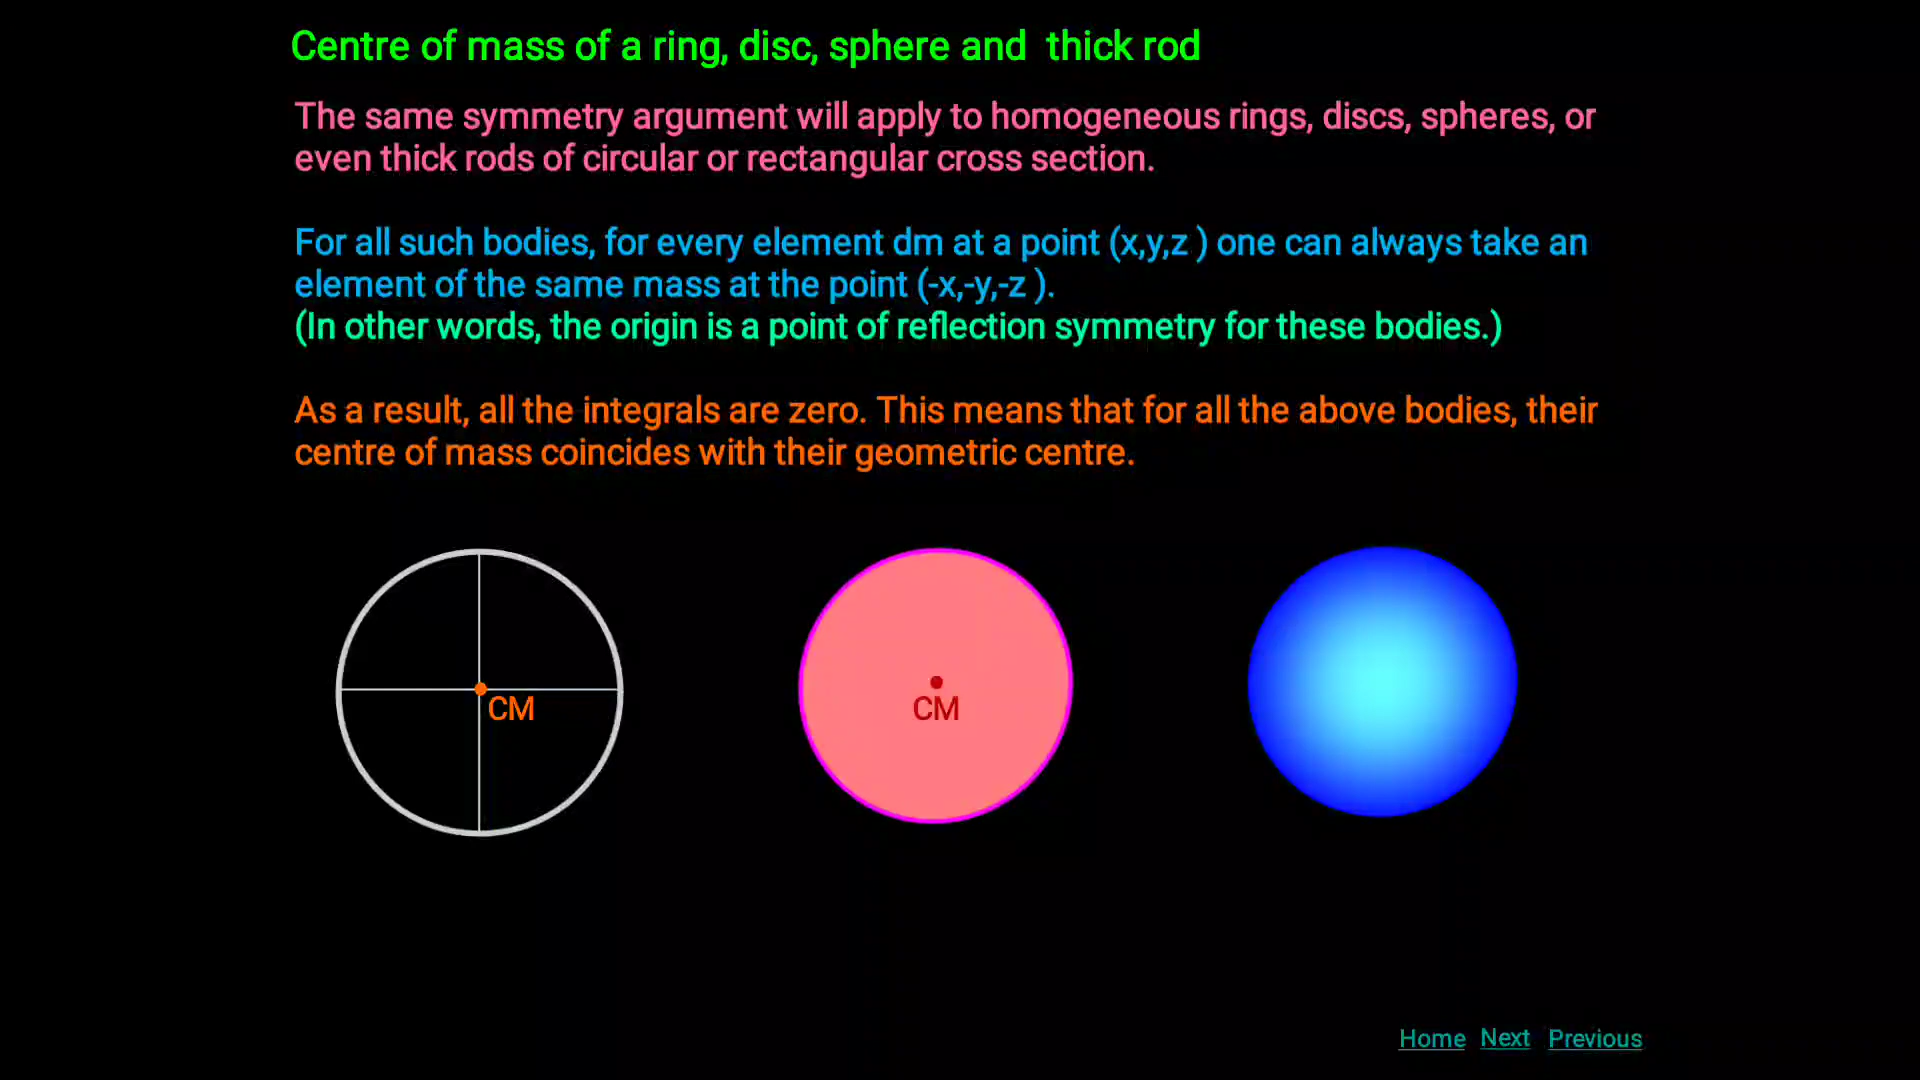 Centre of mass of a ring, disc, sphere and thick rod
The same symmetry argument will apply to homogeneous rings, discs, spheres, or
even thick rods of circular or rectangular cross section.
For all such bodies, for every element dm at a point (x,y,z ) one can always take an
element of the same mass at the point (-x,-y,-z ).
(In other words, the origin is a point of reflection symmetry for these bodies.)
As a result, all the integrals are zero. This means that for all the above bodies, their
centre of mass coincides with their geometric centre.
CM
CM
Home Next Previous